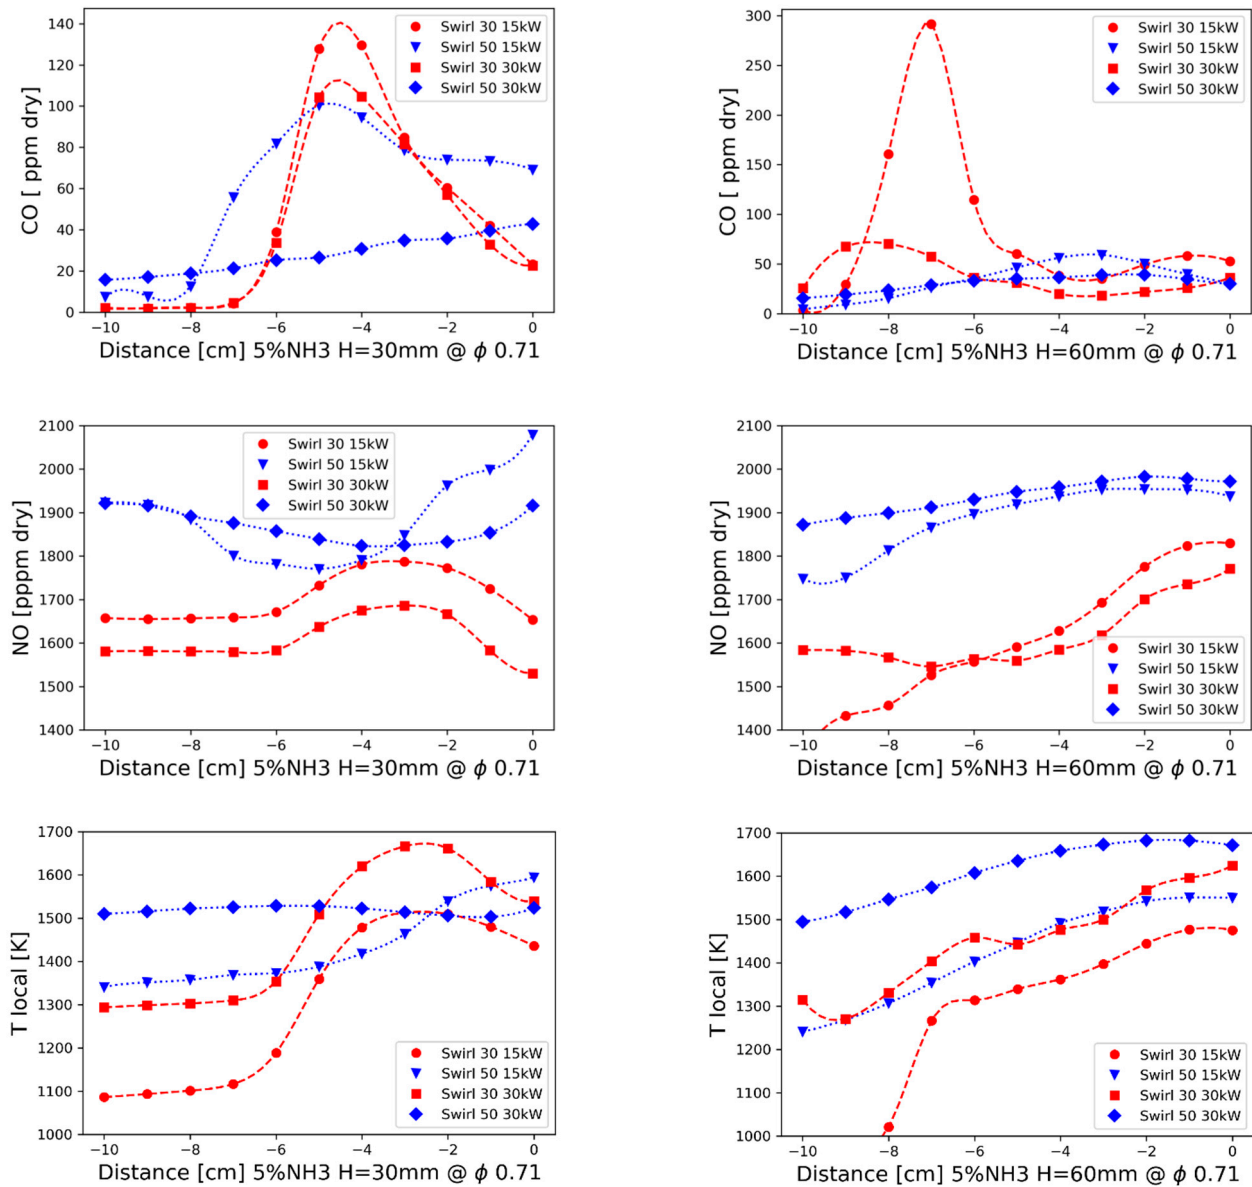 CO [ ppm dry]
140
120
100
80
60
40
20
0
Swirl 30 15kW
Swirl 50 15kW
Swirl 30 30kW
Swirl 50 30kW
−10 −8 −6 −4 −2 0
Distance [cm] 5%NH3 H=30mm @ ϕ 0.71
CO [ ppm dry]
300
250
200
150
100
50
0
Swirl 30 15kW
Swirl 50 15kW
Swirl 30 30kW
Swirl 50 30kW
−10 −8 −6 −4 −2 0
Distance [cm] 5%NH3 H=60mm @ ϕ 0.71
NO [pppm dry]
2100
2000
1900
1800
1700
1600
1500
1400
Swirl 30 15kW
Swirl 50 15kW
Swirl 30 30kW
Swirl 50 30kW
−10 −8 −6 −4 −2 0
Distance [cm] 5%NH3 H=30mm @ ϕ 0.71
NO [pppm dry]
2100
2000
1900
1800
1700
1600
1500
1400
Swirl 30 15kW
Swirl 50 15kW
Swirl 30 30kW
Swirl 50 30kW
−10 −8 −6 −4 −2 0
Distance [cm] 5%NH3 H=60mm @ ϕ 0.71
T local [K]
1700
1600
1500
1400
1300
1200
1100
1000
Swirl 30 15kW
Swirl 50 15kW
Swirl 30 30kW
Swirl 50 30kW
−10 −8 −6 −4 −2 0
Distance [cm] 5%NH3 H=30mm @ ϕ 0.71
T local [K]
1700
1600
1500
1400
1300
1200
1100
1000
Swirl 30 15kW
Swirl 50 15kW
Swirl 30 30kW
Swirl 50 30kW
−10 −8 −6 −4 −2 0
Distance [cm] 5%NH3 H=60mm @ ϕ 0.71